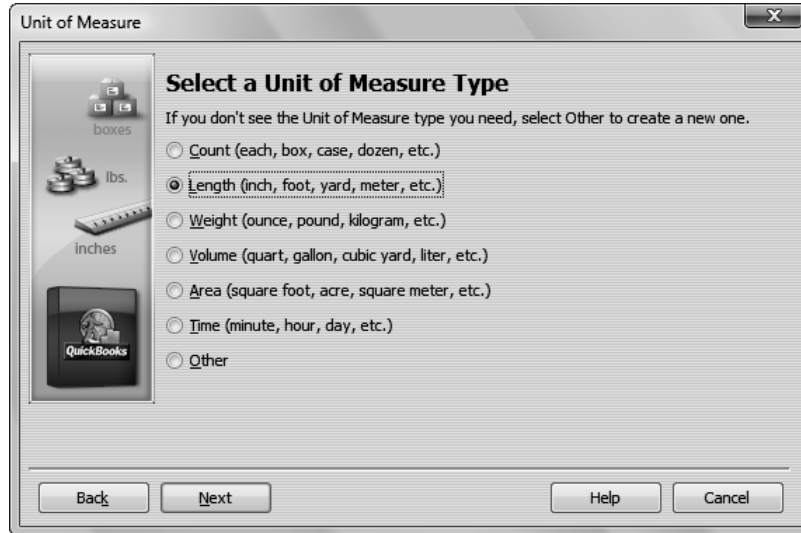 Unit of Measure
X
boxes
lbs.
inches
QuickBooks
Select a Unit of Measure Type
If you don't see the Unit of Measure type you need, select Other to create a new one.
Count (each, box, case, dozen, etc.)
Length (inch, foot, yard, meter, etc.)
Weight (ounce, pound, kilogram, etc.)
Volume (quart, gallon, cubic yard, liter, etc.)
Area (square foot, acre, square meter, etc.)
Time (minute, hour, day, etc.)
Other
Back Next Help Cancel